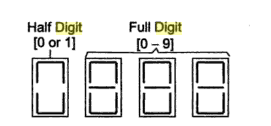 Half Digit Full Digit
[0 or 1] [0 – 9]